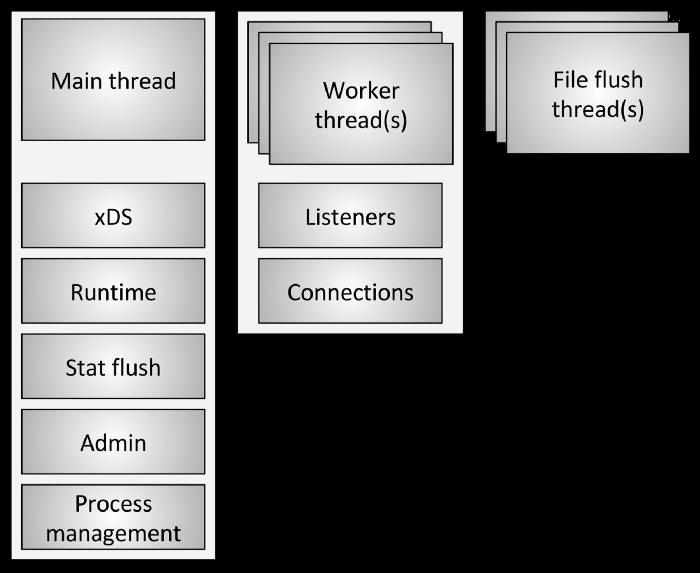 Main thread
xDS
Runtime
Stat flush
Admin
Process
management
Worker
thread(s)
Listeners
Connections
File flush
thread(s)